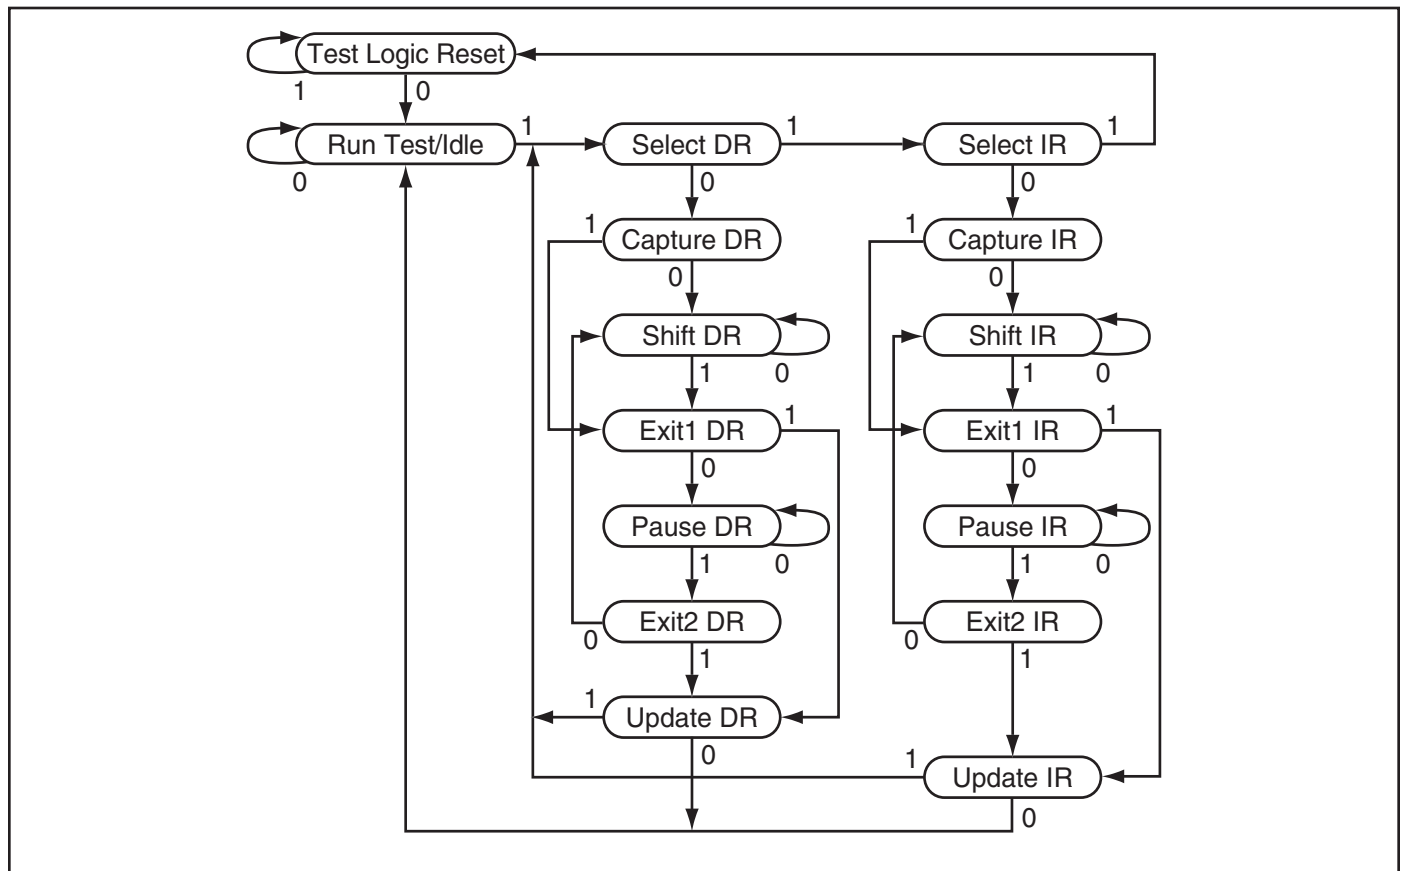 Test Logic Reset
1 0
Run Test/Idle 1 Select DR 1 Select IR 1
0 0 0
1 Capture DR 1 Capture IR
0 0
Shift DR Shift IR
1 0 1 0
Exit1 DR 1 Exit1 IR 1
0 0
Pause DR Pause IR
1 0 1 0
Exit2 DR Exit2 IR
0 1 0 1
1 Update DR
0 1 Update IR
0